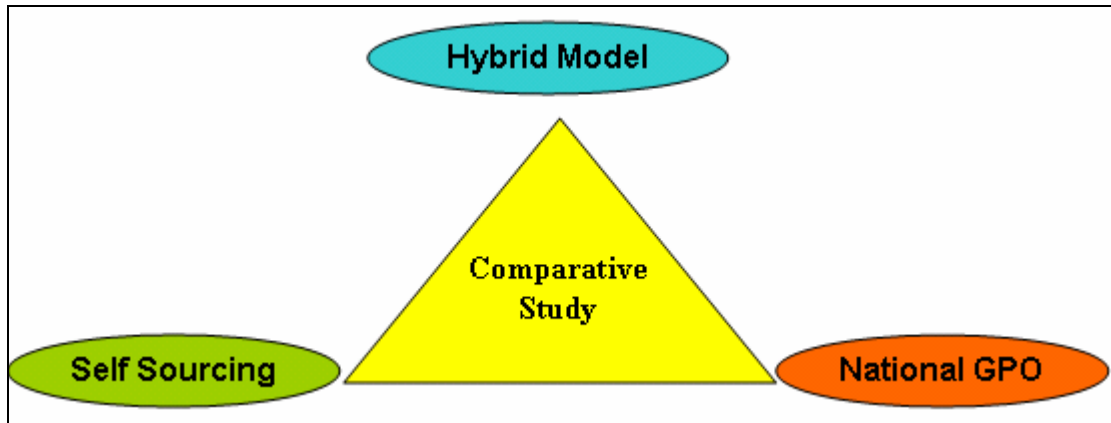 Hybrid Model
Comparative
Study
Self Sourcing
National GPO